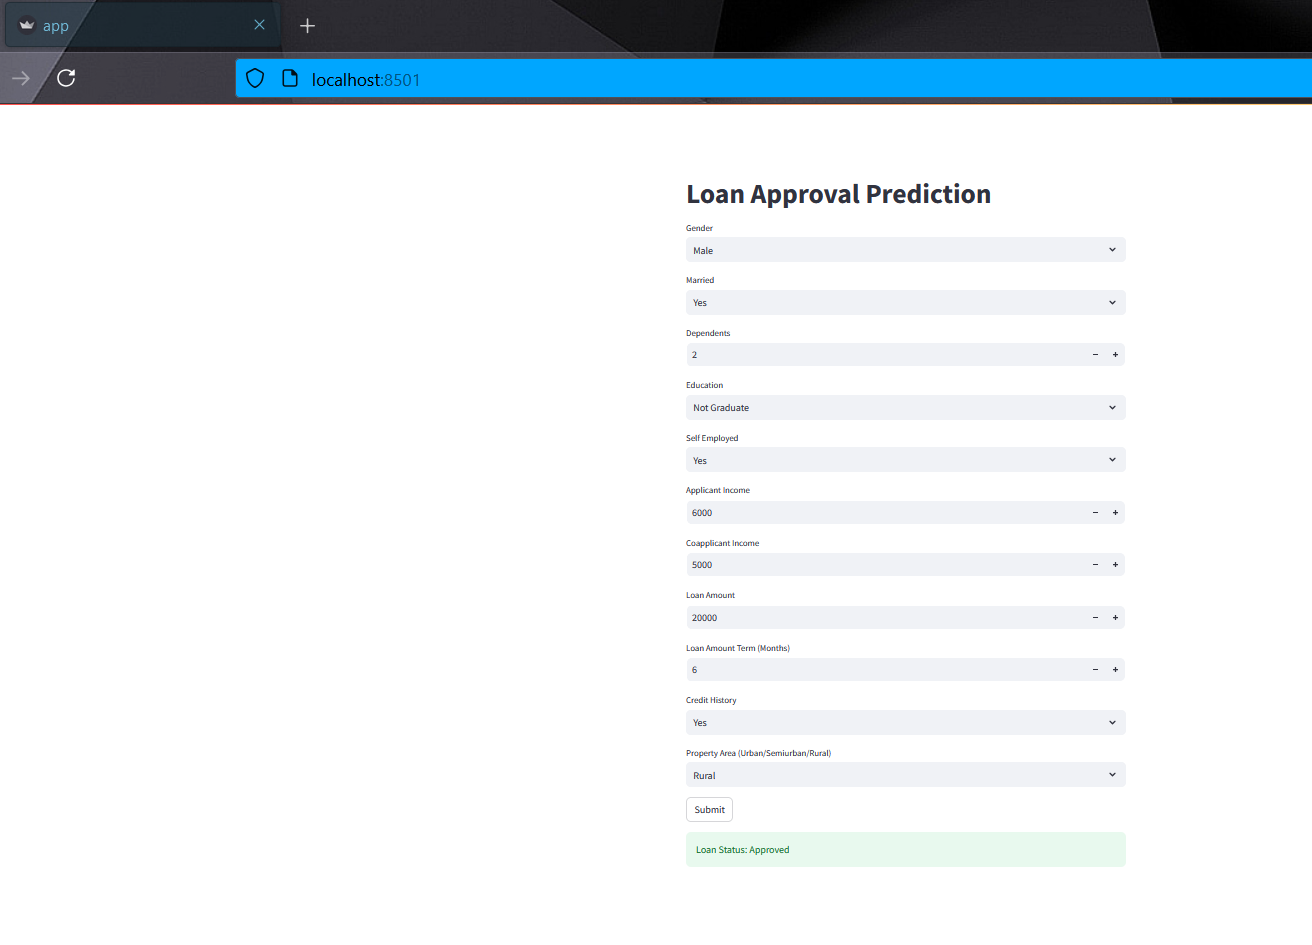 app
localhost:8501
Loan Approval Prediction
Gender
Male
Married
Yes
Dependents
2
Education
Not Graduate
Self Employed
Yes
Applicant Income
6000
Coapplicant Income
5000
Loan Amount
20000
Loan Amount Term (Months)
6
Credit History
Yes
Property Area (Urban/Semiurban/Rural)
Rural
Submit
Loan Status: Approved